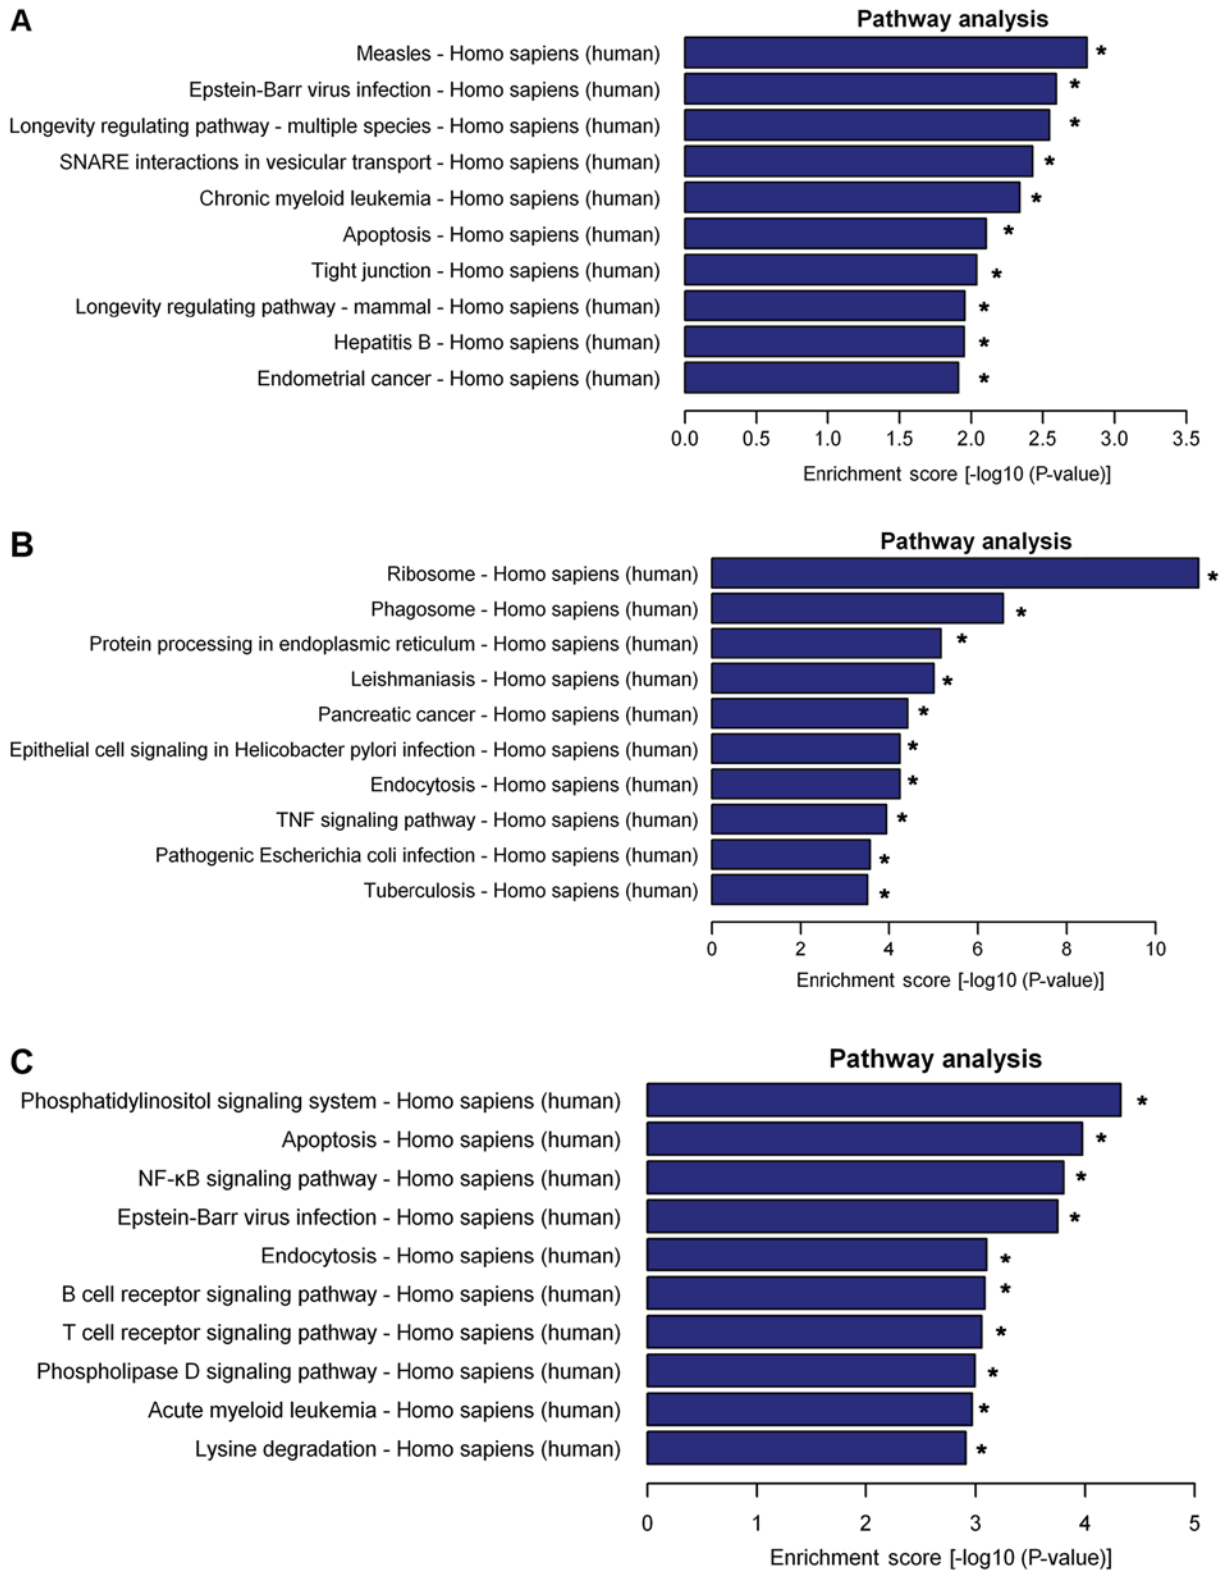 A
Pathway analysis
Measles - Homo sapiens (human)
*
Epstein-Barr virus infection - Homo sapiens (human)
*
Longevity regulating pathway - multiple species - Homo sapiens (human)
*
SNARE interactions in vesicular transport - Homo sapiens (human)
*
Chronic myeloid leukemia - Homo sapiens (human)
*
Apoptosis - Homo sapiens (human)
*
Tight junction - Homo sapiens (human)
*
Longevity regulating pathway - mammal - Homo sapiens (human)
*
Hepatitis B - Homo sapiens (human)
*
Endometrial cancer - Homo sapiens (human)
*
0.0 0.5 1.0 1.5 2.0 2.5 3.0 3.5
Enrichment score [-log10 (P-value)]
B
Pathway analysis
Ribosome - Homo sapiens (human)
*
Phagosome - Homo sapiens (human)
*
Protein processing in endoplasmic reticulum - Homo sapiens (human)
*
Leishmaniasis - Homo sapiens (human)
*
Pancreatic cancer - Homo sapiens (human)
*
Epithelial cell signaling in Helicobacter pylori infection - Homo sapiens (human)
*
Endocytosis - Homo sapiens (human)
*
TNF signaling pathway - Homo sapiens (human)
*
Pathogenic Escherichia coli infection - Homo sapiens (human)
*
Tuberculosis - Homo sapiens (human)
*
0 2 4 6 8 10
Enrichment score [-log10 (P-value)]
C
Pathway analysis
Phosphatidylinositol signaling system - Homo sapiens (human)
*
Apoptosis - Homo sapiens (human)
*
NF-κB signaling pathway - Homo sapiens (human)
*
Epstein-Barr virus infection - Homo sapiens (human)
*
Endocytosis - Homo sapiens (human)
*
B cell receptor signaling pathway - Homo sapiens (human)
*
T cell receptor signaling pathway - Homo sapiens (human)
*
Phospholipase D signaling pathway - Homo sapiens (human)
*
Acute myeloid leukemia - Homo sapiens (human)
*
Lysine degradation - Homo sapiens (human)
*
0 1 2 3 4 5
Enrichment score [-log10 (P-value)]